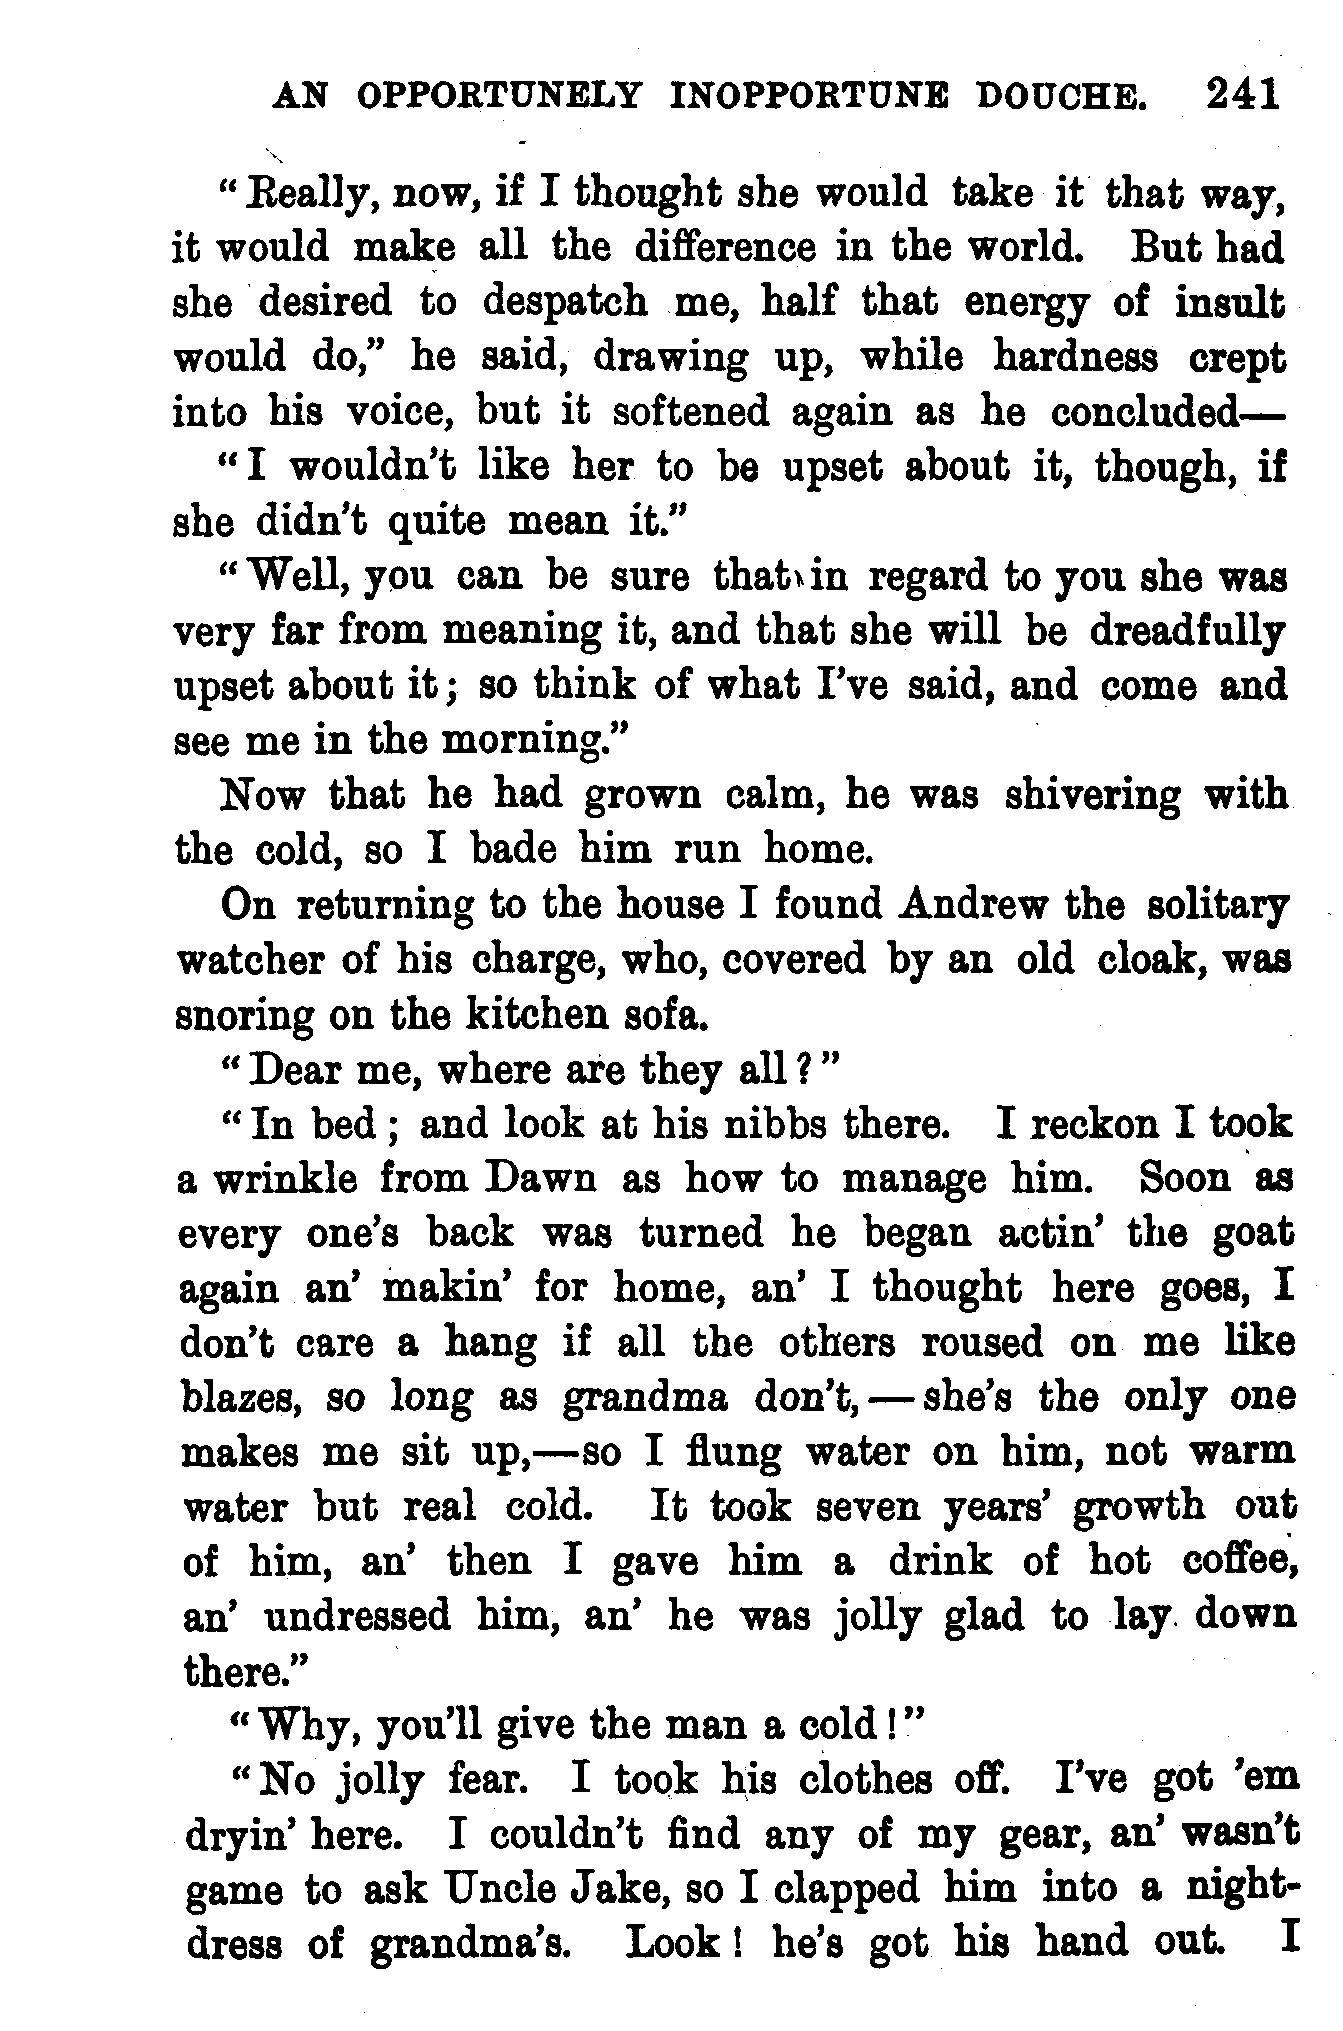 AN OPPORTUNELY INOPPORTUNE DOUCHE. 241
"Really, now, if I thought she would take it that way,
it would make all the difference in the world. But had
she desired to despatch me, half that energy of insult
would do," he said, drawing up, while hardness crept
into his voice, but it softened again as he concluded—
"I wouldn't like her to be upset about it, though, if
she didn't quite mean it."
"Well, you can be sure that in regard to you she was
very far from meaning it, and that she will be dreadfully
upset about it; so think of what I've said, and come and
see me in the morning."
Now that he had grown calm, he was shivering with
the cold, so I bade him run home.
On returning to the house I found Andrew the solitary
watcher of his charge, who, covered by an old cloak, was
snoring on the kitchen sofa.
"Dear me, where are they all?"
"In bed; and look at his nibbs there. I reckon I took
a wrinkle from Dawn as how to manage him. Soon as
every one's back was turned he began actin' the goat
again an' makin' for home, an' I thought here goes, I
don't care a hang if all the others roused on me like
blazes, so long as grandma don't,—she's the only one
makes me sit up,—so I flung water on him, not warm
water but real cold. It took seven years' growth out
of him, an' then I gave him a drink of hot coffee,
an' undressed him, an' he was jolly glad to lay down
there."
"Why, you'll give the man a cold!"
"No jolly fear. I took his clothes off. I've got 'em
dryin' here. I couldn't find any of my gear, an' wasn't
game to ask Uncle Jake, so I clapped him into a night-
dress of grandma's. Look! he's got his hand out. I